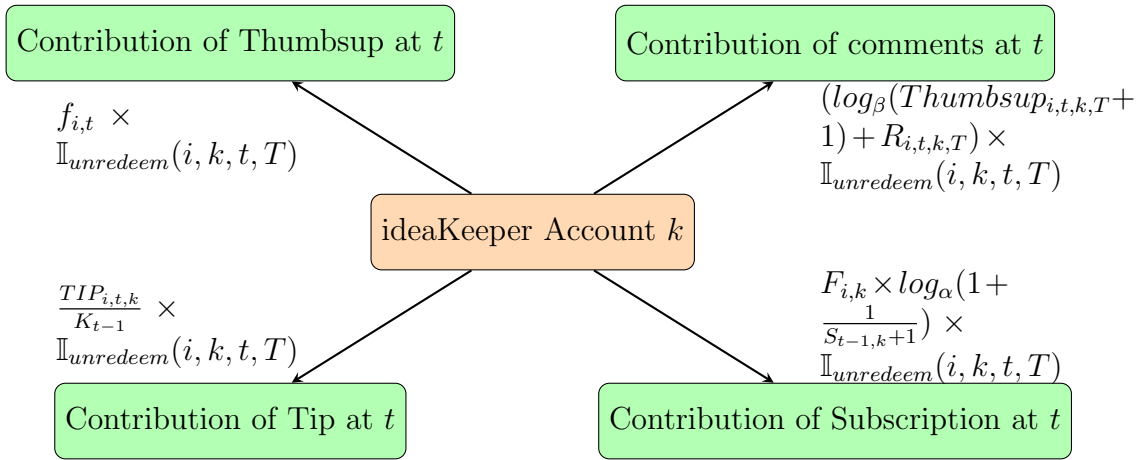 Contribution of Thumbsup at t
Contribution of comments at t
f_{i,t} ×
𝕀_{unredeem}(i, k, t, T)
(log_β(Thumbsup_{i,t,k,T}+
1) + R_{i,t,k,T}) ×
𝕀_{unredeem}(i, k, t, T)
ideaKeeper Account k
\frac{TIP_{i,t,k}}{K_{t-1}} ×
𝕀_{unredeem}(i, k, t, T)
F_{i,k} × log_α(1+
\frac{1}{S_{t-1,k}+1}) ×
𝕀_{unredeem}(i, k, t, T)
Contribution of Tip at t
Contribution of Subscription at t